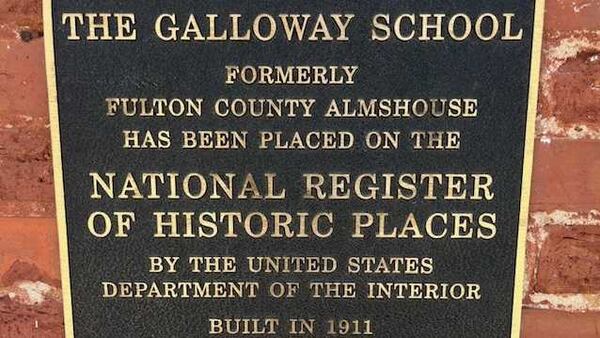 THE GALLOWAY SCHOOL
FORMERLY
FULTON COUNTY ALMSHOUSE
HAS BEEN PLACED ON THE
NATIONAL REGISTER
OF HISTORIC PLACES
BY THE UNITED STATES
DEPARTMENT OF THE INTERIOR
BUILT IN 1911